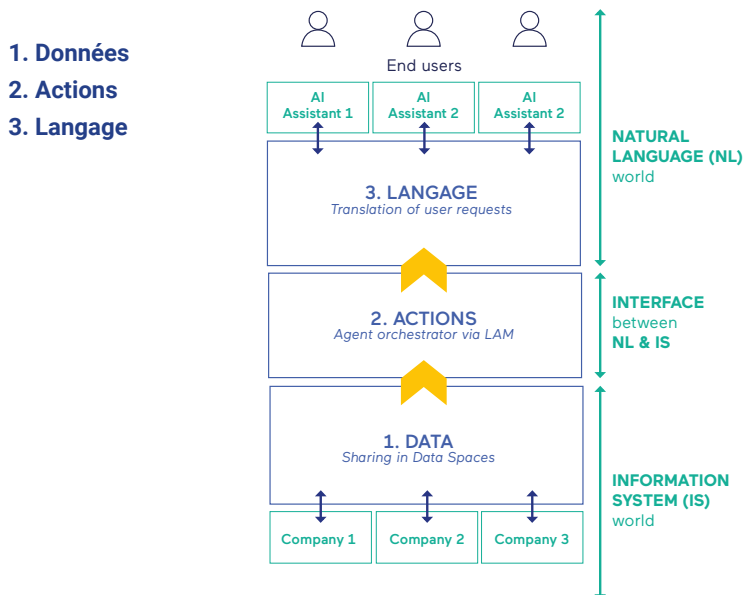 1. Données
2. Actions
3. Langage
End users
AI
Assistant 1
AI
Assistant 2
AI
Assistant 2
3. LANGAGE
Translation of user requests
2. ACTIONS
Agent orchestrator via LAM
1. DATA
Sharing in Data Spaces
Company 1
Company 2
Company 3
NATURAL
LANGUAGE (NL)
world
INTERFACE
between
NL & IS
INFORMATION
SYSTEM (IS)
world